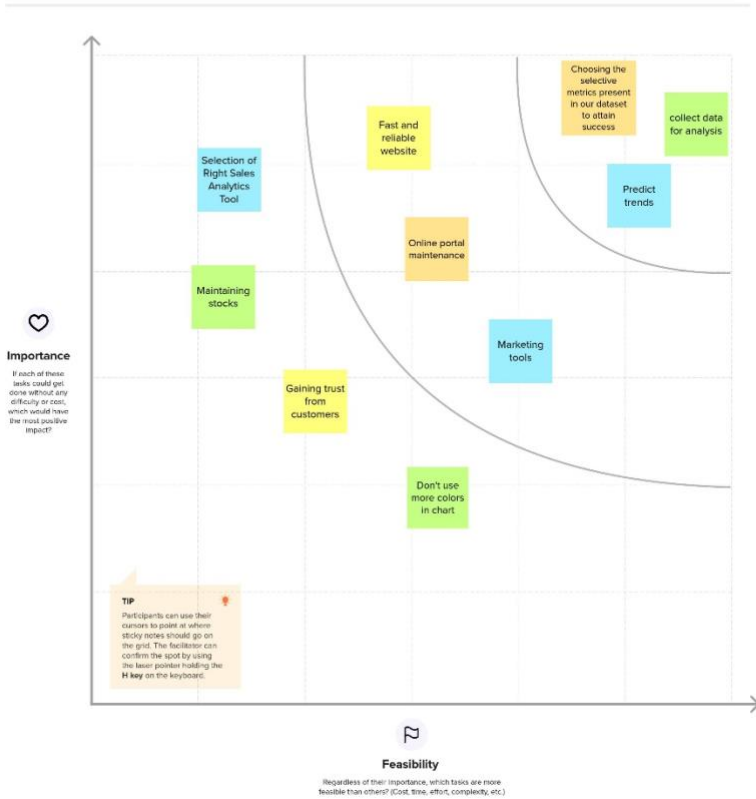 Choosing the
selective
metrics present
in our dataset
to attain
success
collect data
for analysis
Fast and
reliable
website
Selection of
Right Sales
Analytics
Tool
Predict
trends
Online portal
maintenance
Maintaining
stocks
Marketing
tools
Gaining trust
from
customers
Don't use
more colors
in chart
Importance
If each of these
tasks could get
done without any
difficulty or cost,
which would have
the most positive
impact?
TIP
Participants can use their
cursors to point at where
sticky notes should go on
the grid. The facilitator can
confirm the spot by using
the laser pointer holding the
H key on the keyboard.
Feasibility
Regardless of their importance, which tasks are more
feasible than others? (Cost, time, effort, complexity, etc.)